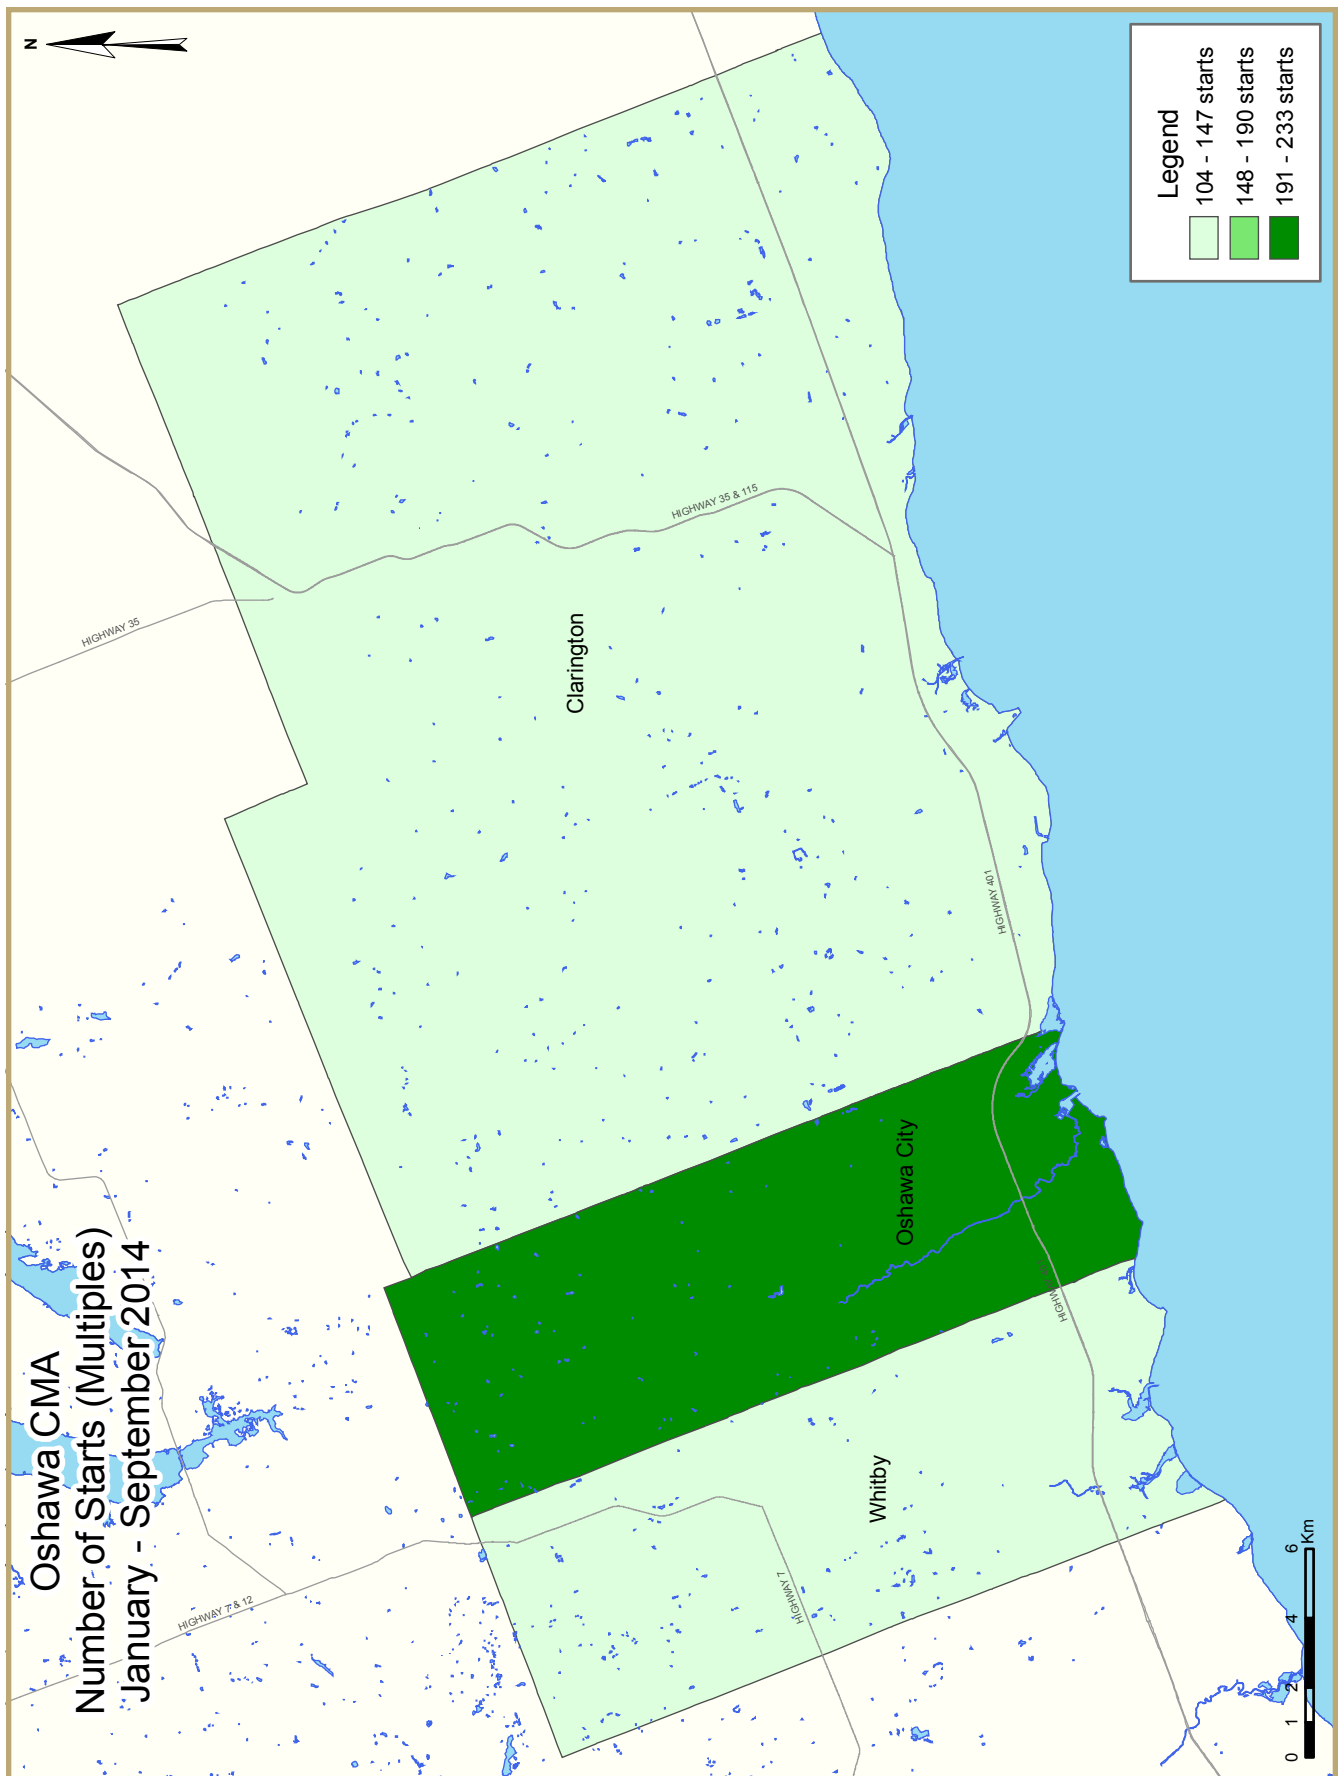 Oshawa CMA
Number of Starts (Multiples)
January - September 2014
N
HIGHWAY 7 & 12
HIGHWAY 35
HIGHWAY 35 & 115
Clarington
HIGHWAY 401
Oshawa City
Whitby
HIGHWAY 7
Legend
104 - 147 starts
148 - 190 starts
191 - 233 starts
0 1 2 4 6
Km